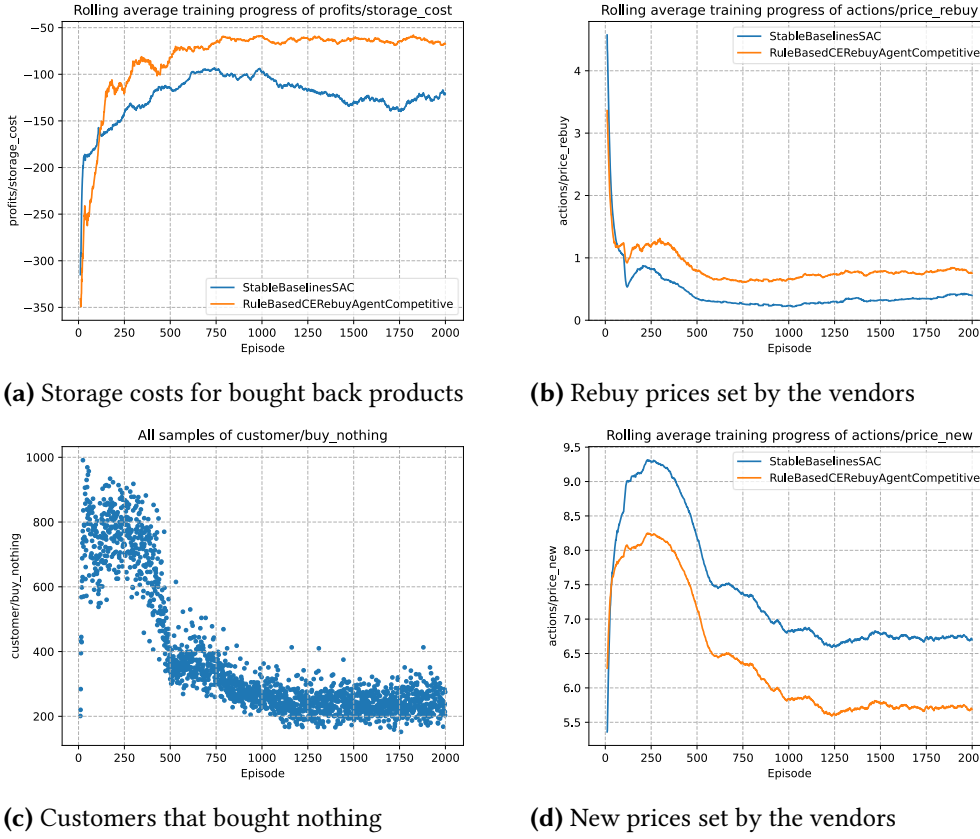 Rolling average training progress of profits/storage_cost
−50
−100
−150
−200
−250
−300
−350
profits/storage_cost
StableBaselinesSAC
RuleBasedCERebuyAgentCompetitive
0 250 500 750 1000 1250 1500 1750 2000
Episode
(a) Storage costs for bought back products
Rolling average training progress of actions/price_rebuy
StableBaselinesSAC
RuleBasedCERebuyAgentCompetitive
4
3
2
1
0
actions/price_rebuy
0 250 500 750 1000 1250 1500 1750 200
Episode
(b) Rebuy prices set by the vendors
All samples of customer/buy_nothing
1000
800
600
400
200
customer/buy_nothing
0 250 500 750 1000 1250 1500 1750 2000
Episode
(c) Customers that bought nothing
Rolling average training progress of actions/price_new
9.5
9.0
8.5
8.0
7.5
7.0
6.5
6.0
5.5
actions/price_new
StableBaselinesSAC
RuleBasedCERebuyAgentCompetitive
0 250 500 750 1000 1250 1500 1750 200
Episode
(d) New prices set by the vendors